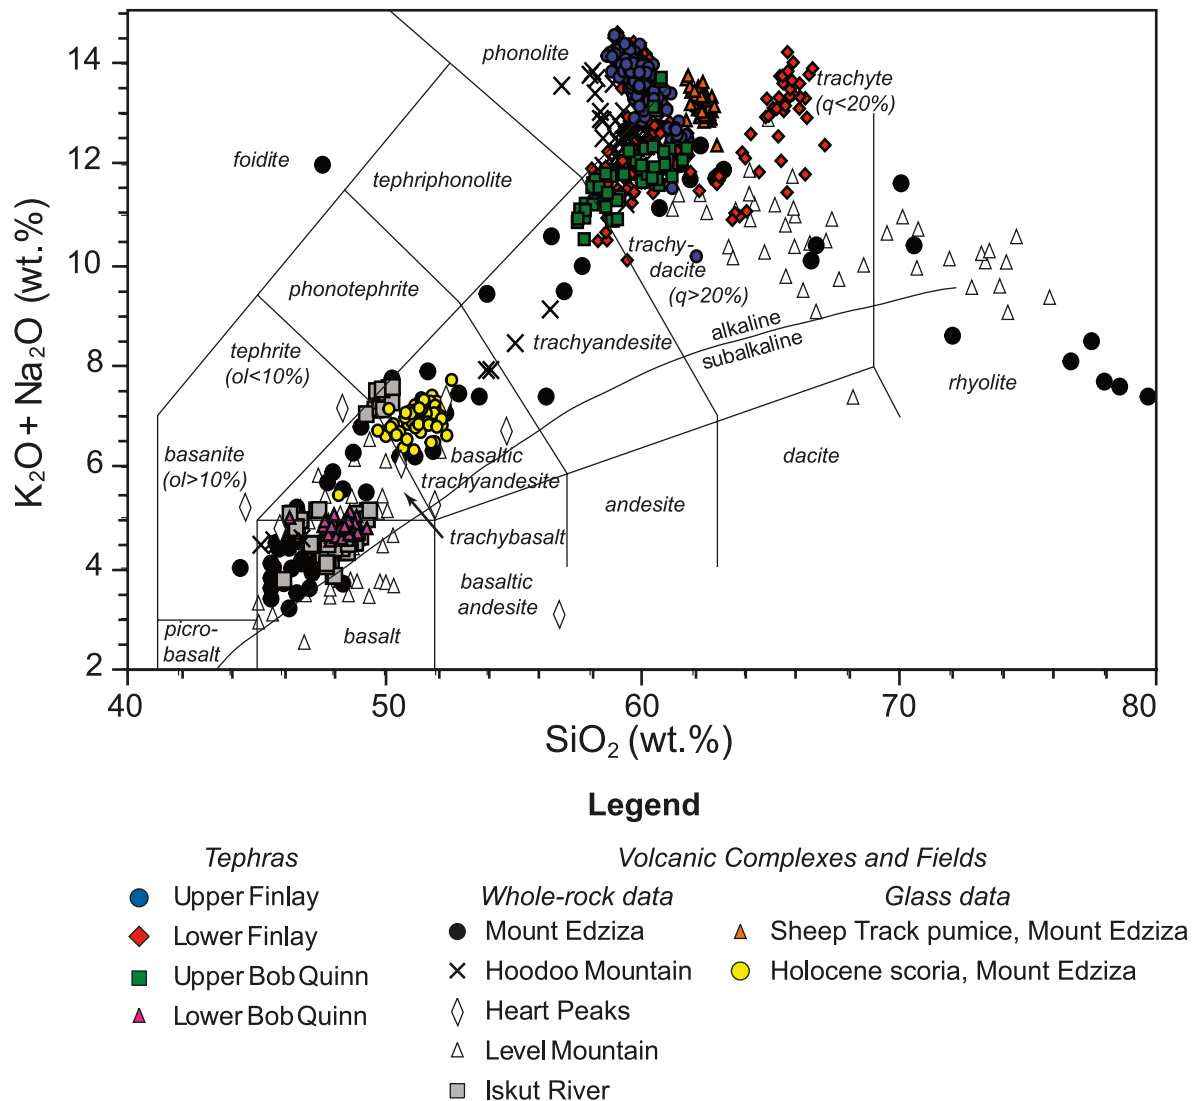 K₂O + Na₂O (wt.%)
14
12
10
8
6
4
2
phonolite
trachyte
(q<20%)
foidite
tephriphonolite
trachy-
dacite
(q>20%)
phonotephrite
alkaline
subalkaline
tephrite
(ol<10%)
trachyandesite
rhyolite
basanite
(ol>10%)
basaltic
trachyandesite
dacite
andesite
trachybasalt
basaltic
andesite
picro-
basalt
basalt
40 50 60 70 80
SiO₂ (wt.%)
Legend
Tephras
Upper Finlay
Lower Finlay
Upper Bob Quinn
Lower Bob Quinn
Volcanic Complexes and Fields
Whole-rock data
Mount Edziza
Hoodoo Mountain
Heart Peaks
Level Mountain
Iskut River
Glass data
Sheep Track pumice, Mount Edziza
Holocene scoria, Mount Edziza